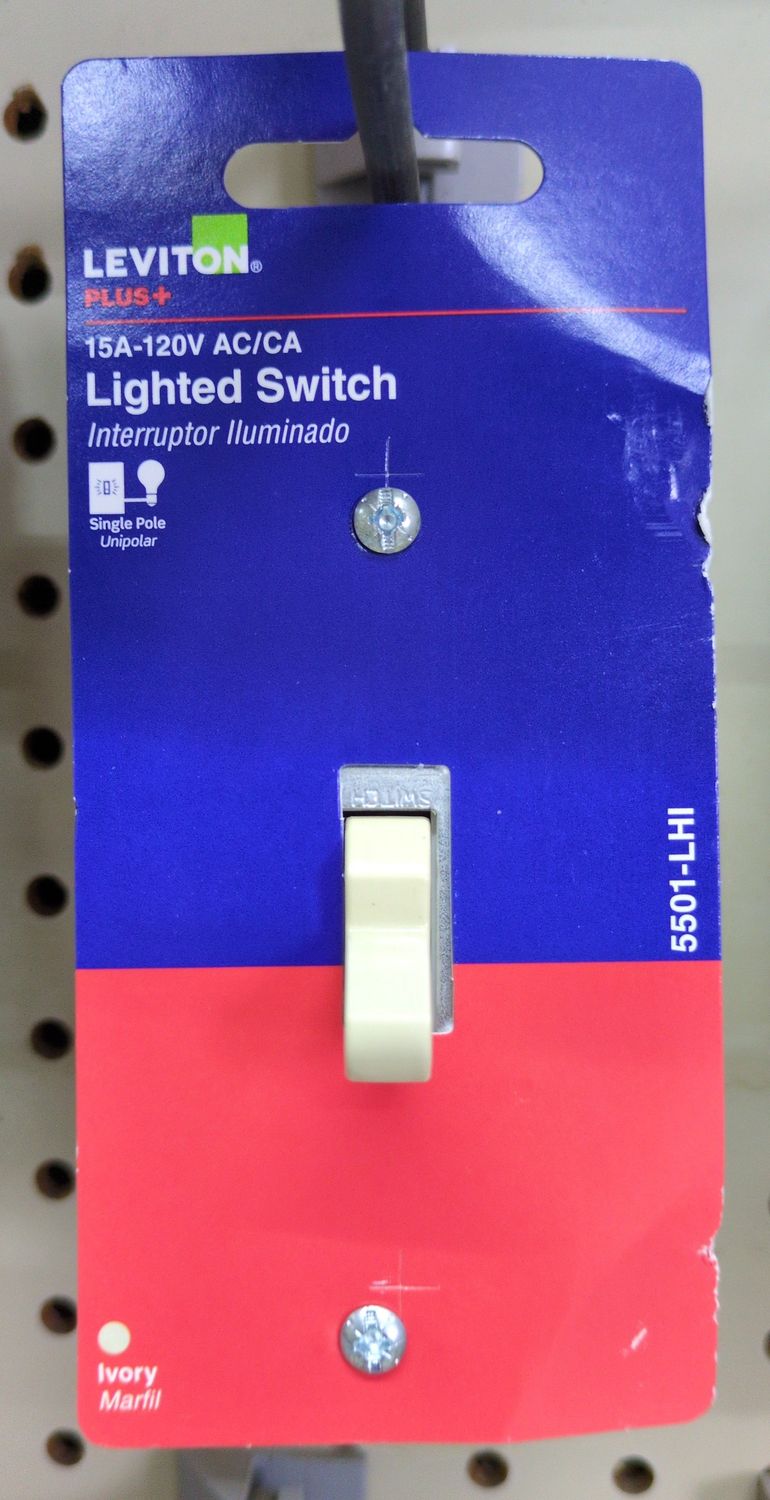 LEVITON®
PLUS+
15A-120V AC/CA
Lighted Switch
Interruptor Iluminado
Single Pole
Unipolar
SWITCH
5501-LHI
Ivory
Marfil